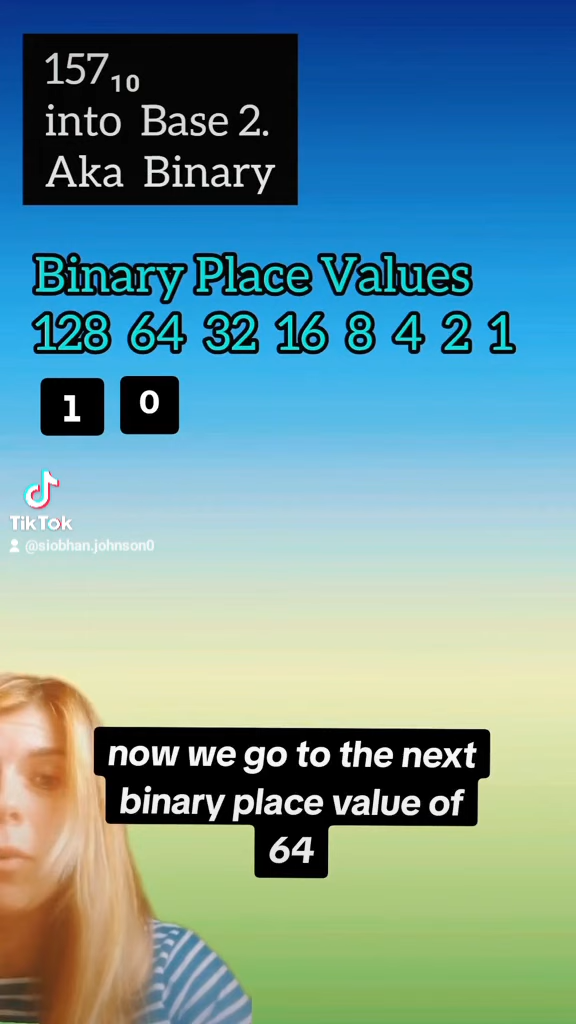 157₁₀
into Base 2.
Aka Binary
Binary Place Values
128 64 32 16 8 4 2 1
1 0
TikTok
@siobhan.johnson0
now we go to the next
binary place value of
64